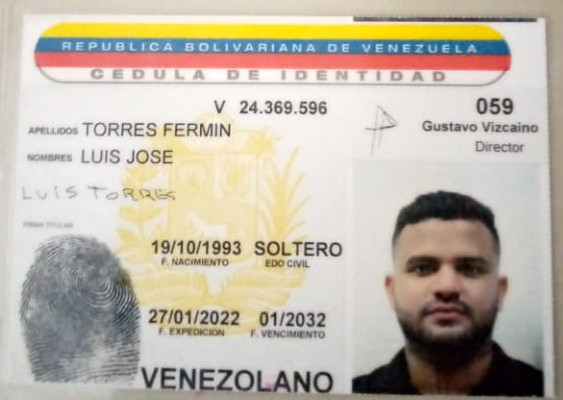 REPUBLICA BOLIVARIANA DE VENEZUELA
CEDULA DE IDENTIDAD
V 24.369.596
059
APELLIDOS TORRES FERMIN
Gustavo Vizcaino
Director
NOMBRES LUIS JOSE
LUIS TORRES
FIRMA TITULAR
19/10/1993 SOLTERO
F. NACIMIENTO EDO CIVIL
27/01/2022 01/2032
F. EXPEDICION F. VENCIMIENTO
VENEZOLANO